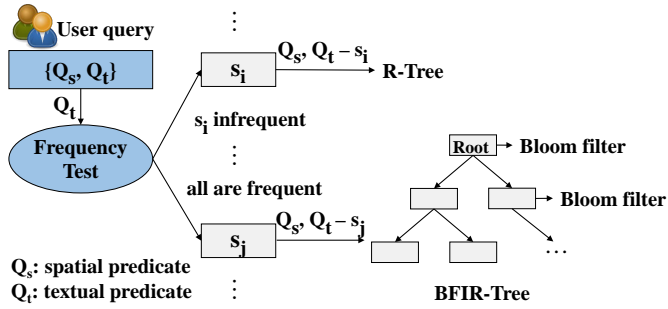 User query
{Qs, Qt}
Qt
Frequency Test
⋮
si
Qs, Qt – si
R-Tree
si infrequent
⋮
all are frequent
sj
Qs, Qt – sj
⋮
Root
Bloom filter
Bloom filter
...
BFIR-Tree
Qs: spatial predicate
Qt: textual predicate